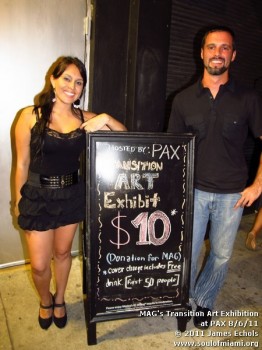 HOSTED BY: PAX
TRANSITION
ART
Exhibit
$10*
(Donation for MAG)
* cover charge includes Free
drink (first 50 people)
MAG's Transition Art Exhibition
at PAX 8/6/11
© 2011 James Echols
www.soulofmiami.org